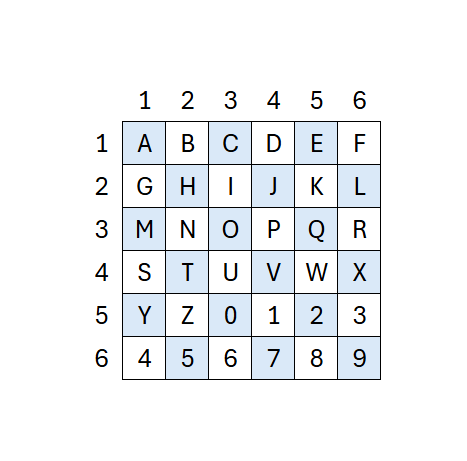 1 2 3 4 5 6
1 A B C D E F
2 G H I J K L
3 M N O P Q R
4 S T U V W X
5 Y Z 0 1 2 3
6 4 5 6 7 8 9